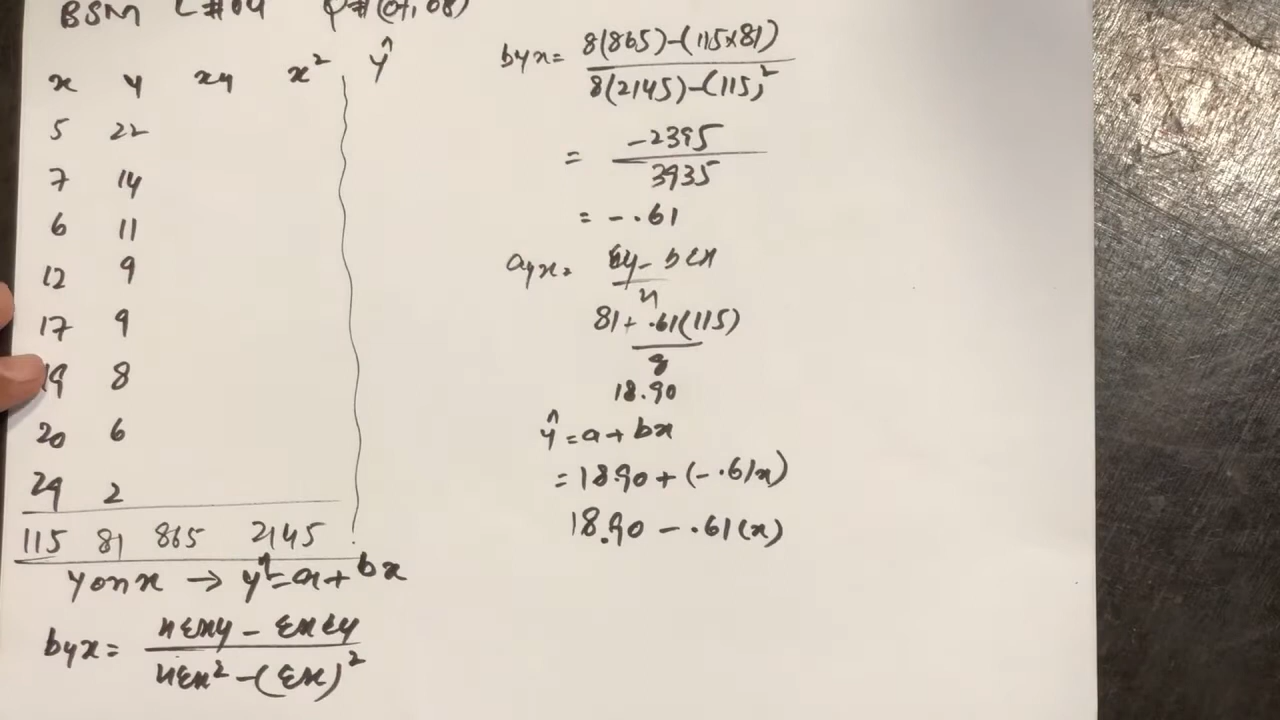 BSM L#04 Q#(07,08)
x y xy x² ŷ
5 22
7 14
6 11
12 9
17 9
19 8
20 6
29 2
115 81 865 2145
y on x → ŷ = a + bx
byx = nΣxy - ΣxΣy
nΣx² - (Σx)²
byx = 8(865) - (115×81)
8(2145) - (115)²
= -2395
3935
= -.61
ayx = Σy - bΣx
n
81 + .61(115)
8
18.90
ŷ = a + bx
= 18.90 + (-.61x)
18.90 - .61(x)